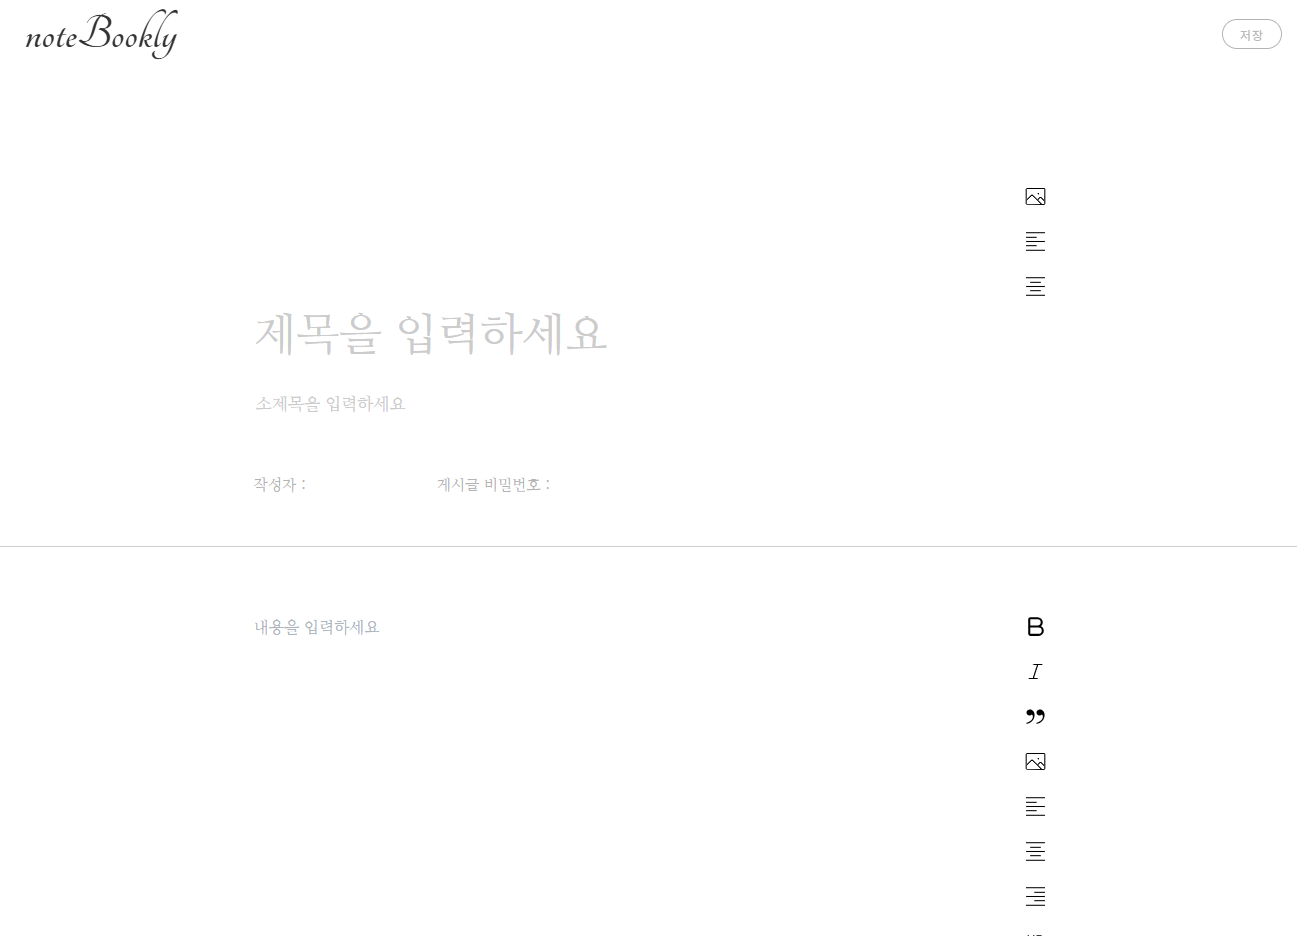 noteBookly
저장
제목을 입력하세요
소제목을 입력하세요
작성자 :
게시글 비밀번호 :
내용을 입력하세요
B
I
”